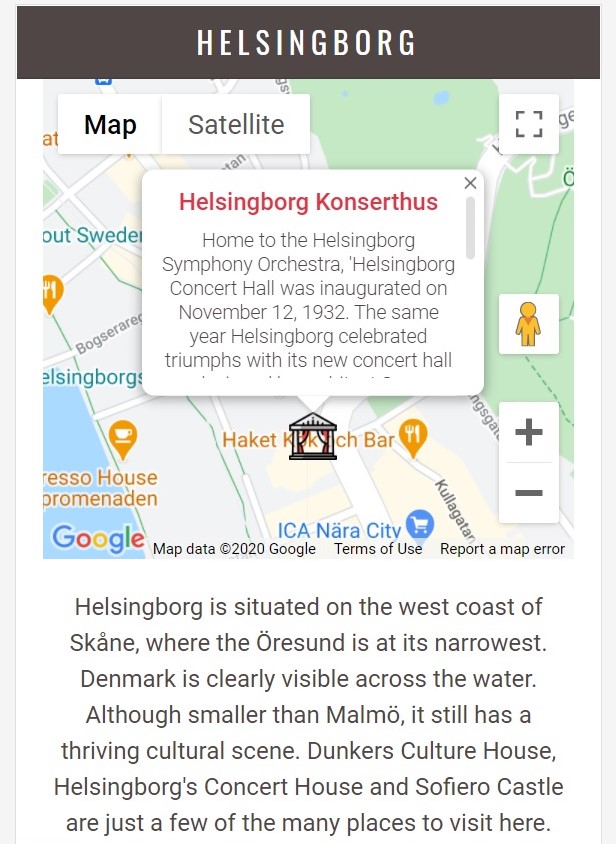 HELSINGBORG
Map
Satellite
Helsingborg Konserthus
Home to the Helsingborg
Symphony Orchestra, 'Helsingborg
Concert Hall was inaugurated on
November 12, 1932. The same
year Helsingborg celebrated
triumphs with its new concert hall
out Sweden
Bogserareg
elsingborgs
Haket K k ch Bar
resso House
promenaden
ngsgata
Kullagatan
ICA Nära City
Google
Map data ©2020 Google
Terms of Use
Report a map error
Helsingborg is situated on the west coast of
Skåne, where the Öresund is at its narrowest.
Denmark is clearly visible across the water.
Although smaller than Malmö, it still has a
thriving cultural scene. Dunkers Culture House,
Helsingborg's Concert House and Sofiero Castle
are just a few of the many places to visit here.